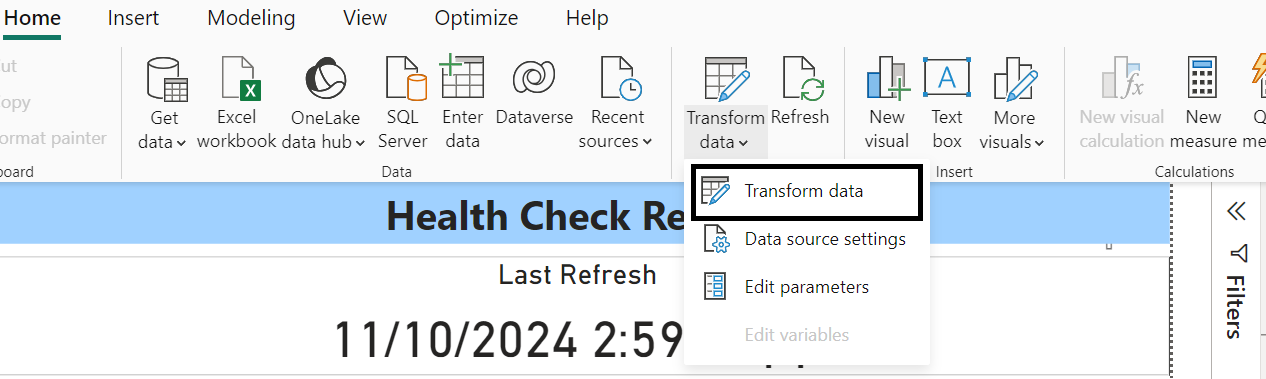 Home Insert Modeling View Optimize Help
ut
opy
ormat painter
board
Get data
Excel workbook
OneLake data hub
SQL Server
Enter data
Dataverse
Recent sources
Data
Transform data
Refresh
New visual
Text box
More visuals
Insert
New visual calculation
New measure
Q
me
Calculations
Transform data
Data source settings
Edit parameters
Edit variables
Health Check Re
Last Refresh
11/10/2024 2:59
Filters